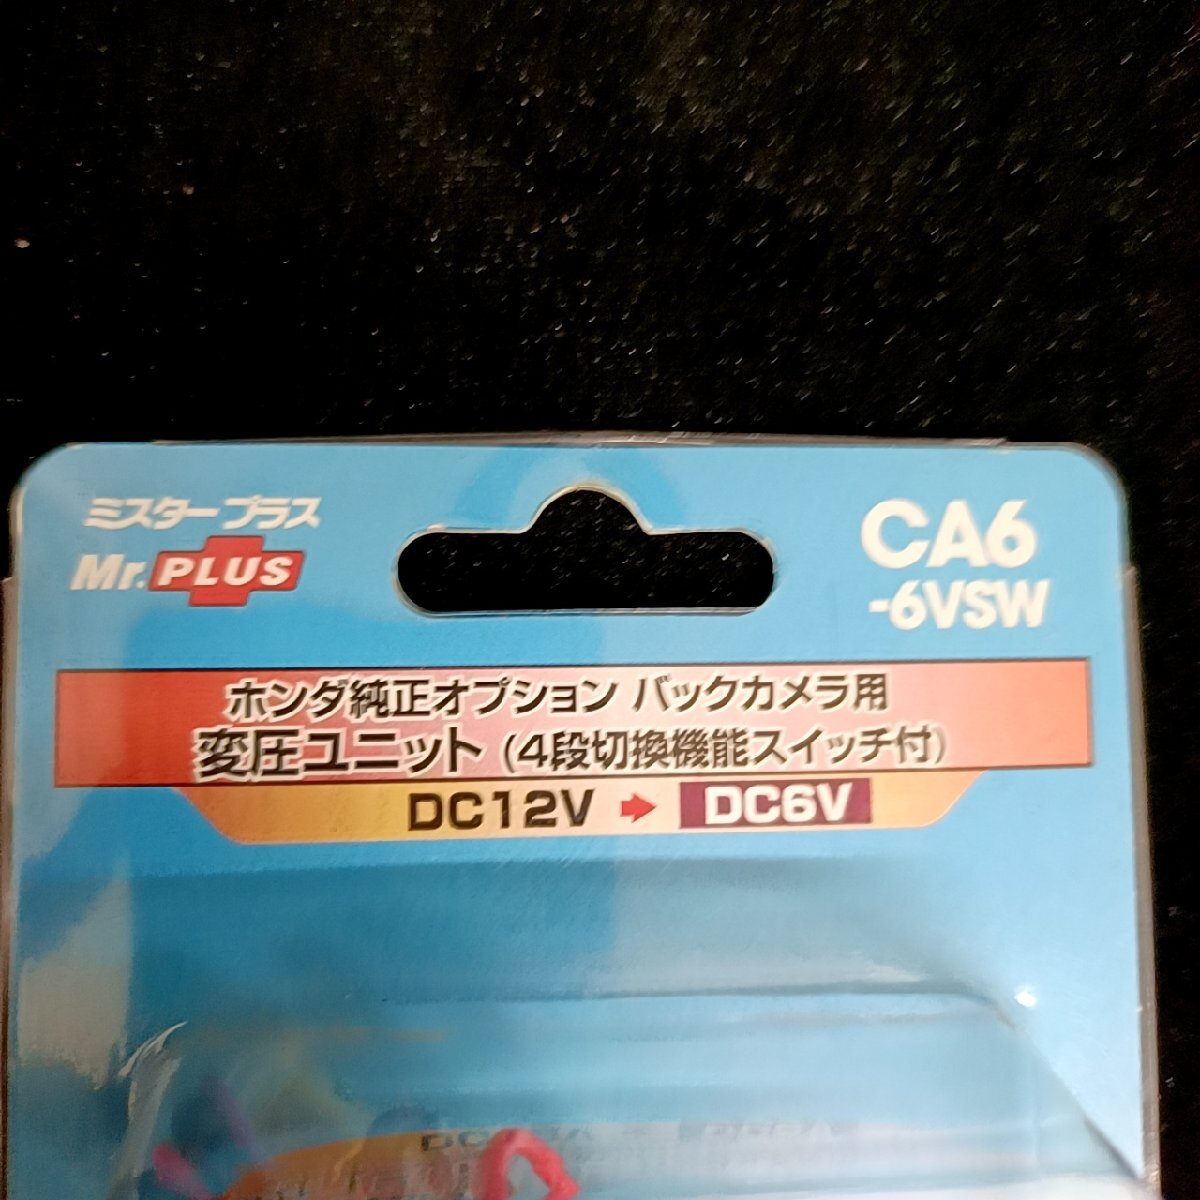 ミスタープラス
Mr.PLUS
CA6
-6VSW
ホンダ純正オプション バックカメラ用
変圧ユニット (4段切換機能スイッチ付)
DC12V → DC6V